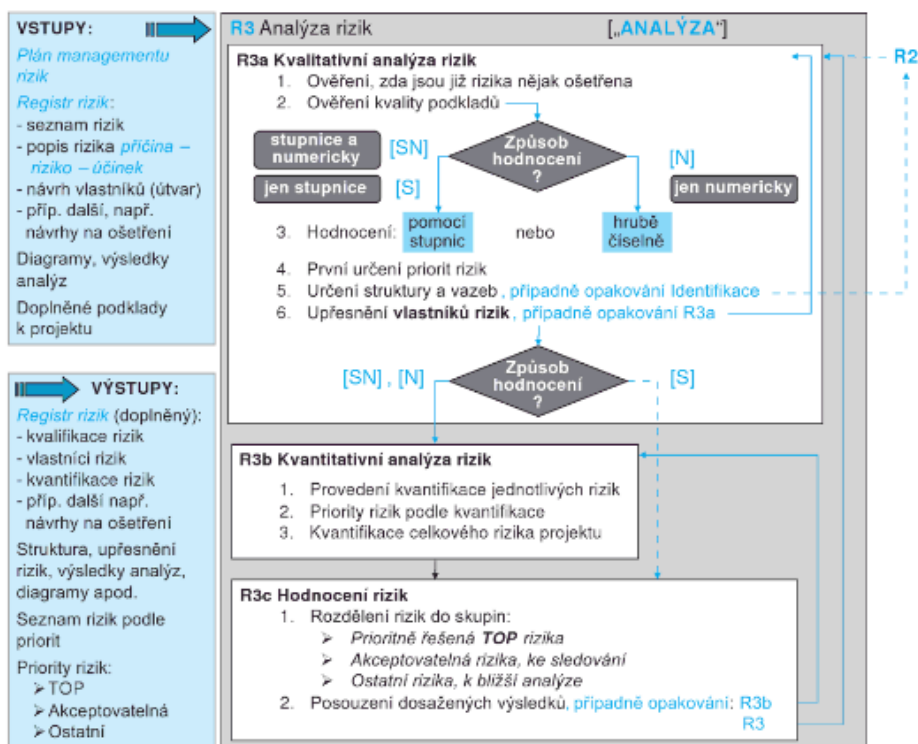 VSTUPY:
Plán managementu
rizik
Registr rizik:
- seznam rizik
- popis rizika příčina –
riziko – účinek
- návrh vlastníků (útvar)
- příp. další, např.
návrhy na ošetření
Diagramy, výsledky
analýz
Doplněné podklady
k projektu
VÝSTUPY:
Registr rizik (doplněný):
- kvalifikace rizik
- vlastníci rizik
- kvantifikace rizik
- příp. další např.
návrhy na ošetření
Struktura, upřesnění
rizik, výsledky analýz,
diagramy apod.
Seznam rizik podle
priorit
Priority rizik:
➢ TOP
➢ Akceptovatelná
➢ Ostatní
R3 Analýza rizik [„ANALÝZA“]
R3a Kvalitativní analýza rizik
1. Ověření, zda jsou již rizika nějak ošetřena
2. Ověření kvality podkladů
stupnice a
numericky
[SN]
jen stupnice
[S]
Způsob
hodnocení
?
[N]
jen numericky
3. Hodnocení:
pomocí
stupnic
nebo
hrubě
číselně
4. První určení priorit rizik
5. Určení struktury a vazeb, případně opakování Identifikace
6. Upřesnění vlastníků rizik, případně opakování R3a
[SN] , [N]
Způsob
hodnocení
?
[S]
R2
R3b Kvantitativní analýza rizik
1. Provedení kvantifikace jednotlivých rizik
2. Priority rizik podle kvantifikace
3. Kvantifikace celkového rizika projektu
R3c Hodnocení rizik
1. Rozdělení rizik do skupin:
➢ Prioritně řešená TOP rizika
➢ Akceptovatelná rizika, ke sledování
➢ Ostatní rizika, k bližší analýze
2. Posouzení dosažených výsledků, případně opakování: R3b
R3